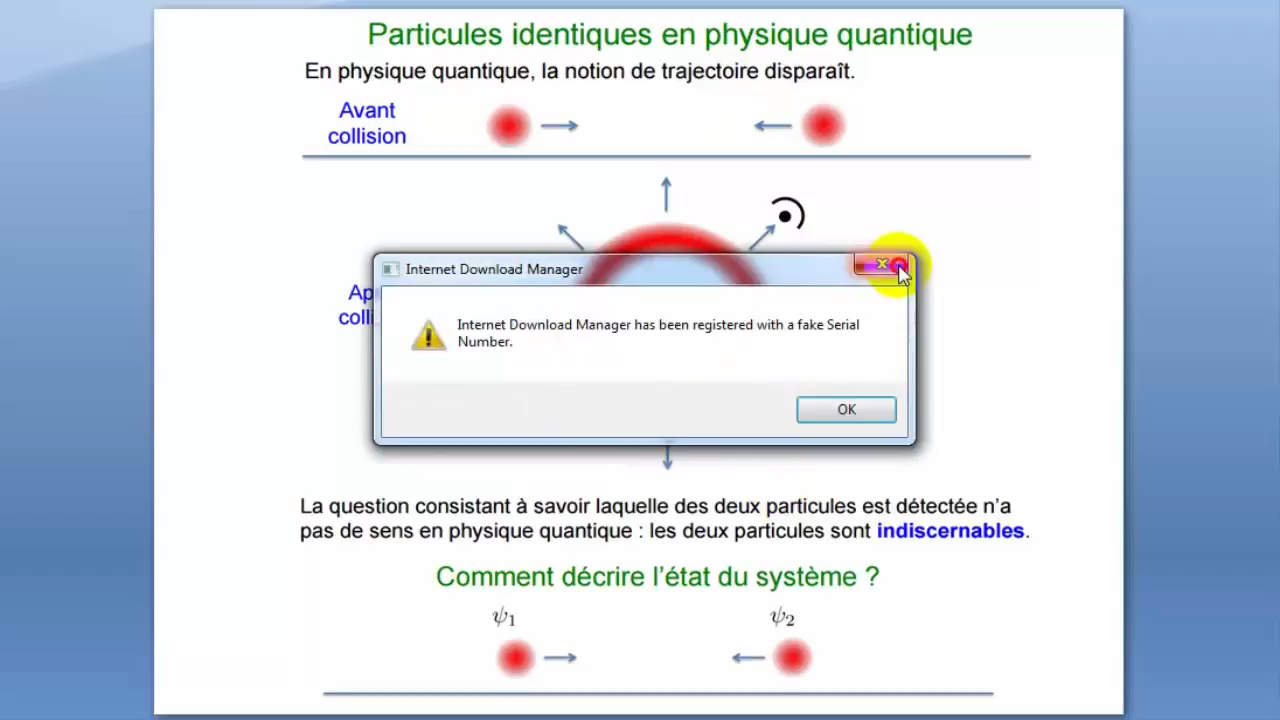 Particules identiques en physique quantique
En physique quantique, la notion de trajectoire disparaît.
Avant
collision
Internet Download Manager
Ap
colli
Internet Download Manager has been registered with a fake Serial
Number.
OK
La question consistant à savoir laquelle des deux particules est détectée n’a
pas de sens en physique quantique : les deux particules sont indiscernables.
Comment décrire l’état du système ?
ψ₁ ψ₂